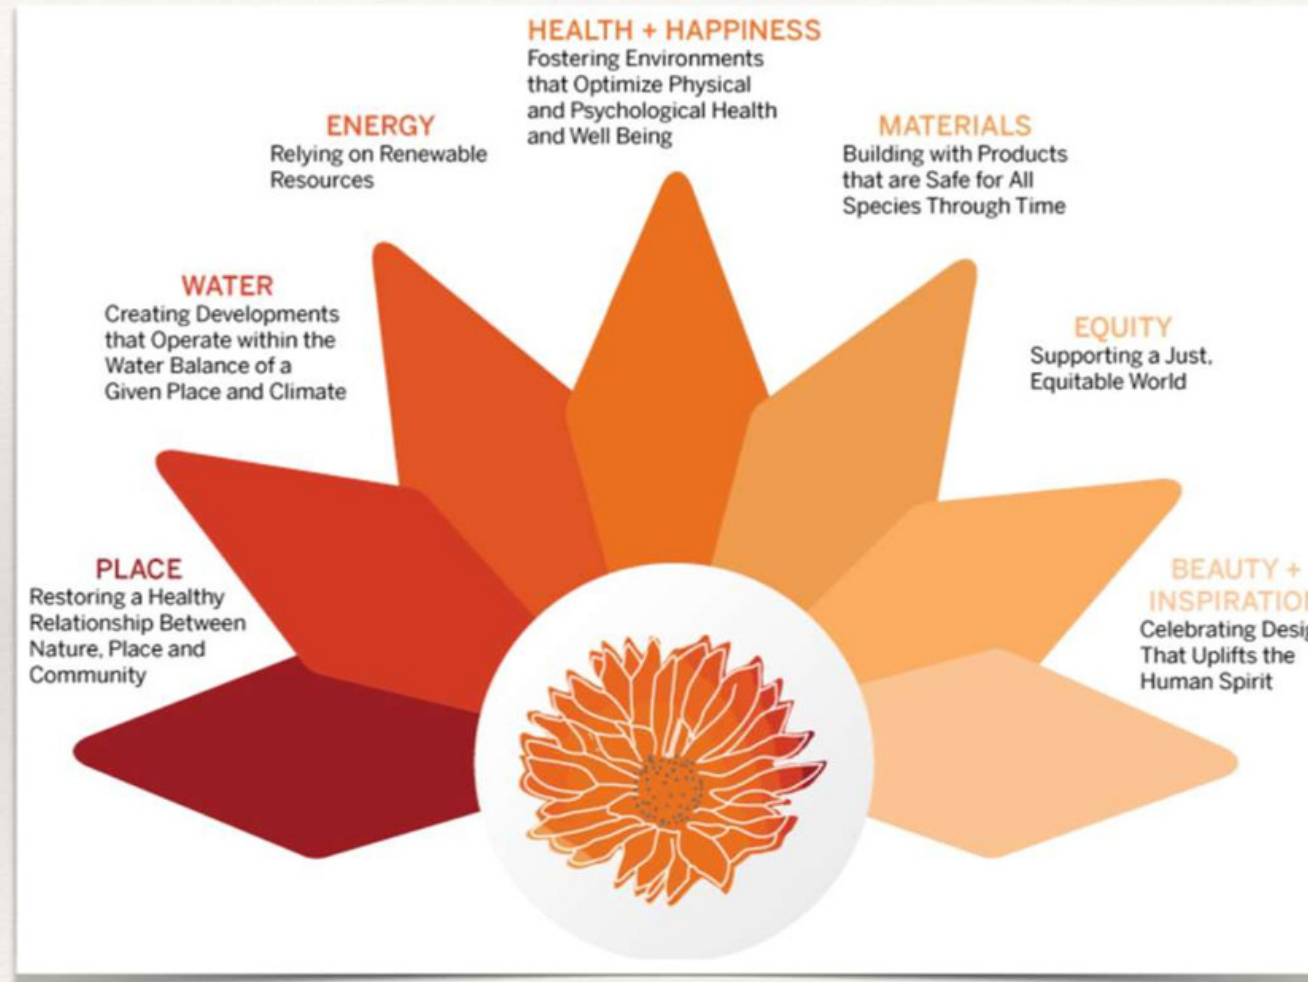 HEALTH + HAPPINESS
Fostering Environments
that Optimize Physical
and Psychological Health
and Well Being
ENERGY
Relying on Renewable
Resources
MATERIALS
Building with Products
that are Safe for All
Species Through Time
WATER
Creating Developments
that Operate within the
Water Balance of a
Given Place and Climate
EQUITY
Supporting a Just,
Equitable World
PLACE
Restoring a Healthy
Relationship Between
Nature, Place and
Community
BEAUTY +
Celebrating
That Uplifts the
Human Spirit